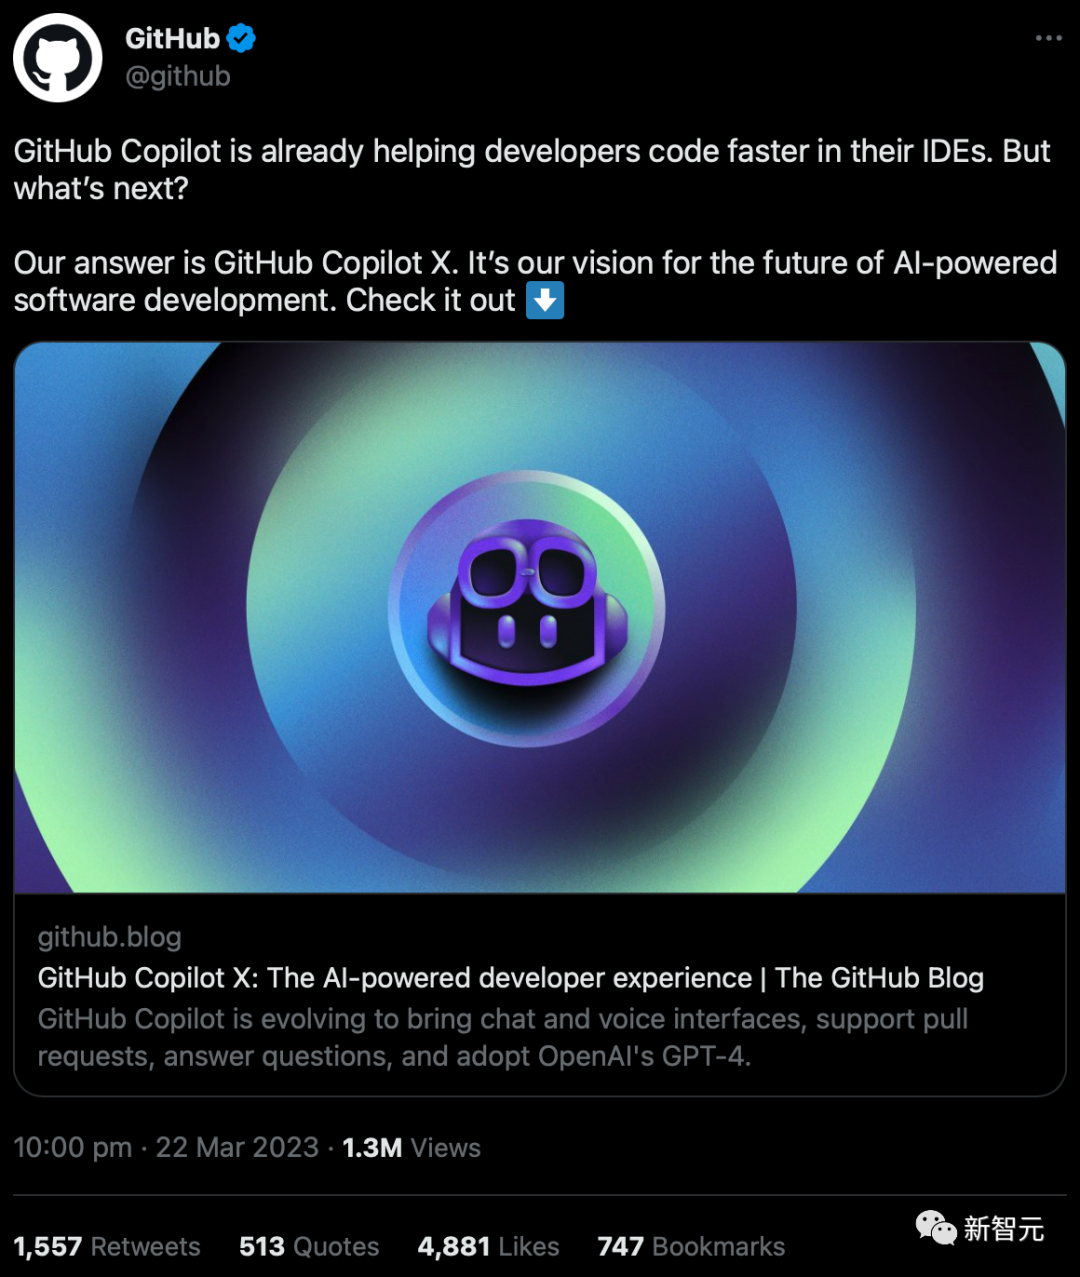 GitHub
@github
GitHub Copilot is already helping developers code faster in their IDEs. But
what’s next?
Our answer is GitHub Copilot X. It’s our vision for the future of AI-powered
software development. Check it out ⬇️
github.blog
GitHub Copilot X: The AI-powered developer experience | The GitHub Blog
GitHub Copilot is evolving to bring chat and voice interfaces, support pull
requests, answer questions, and adopt OpenAI's GPT-4.
10:00 pm · 22 Mar 2023 · 1.3M Views
1,557 Retweets 513 Quotes 4,881 Likes 747 Bookmarks
新智元